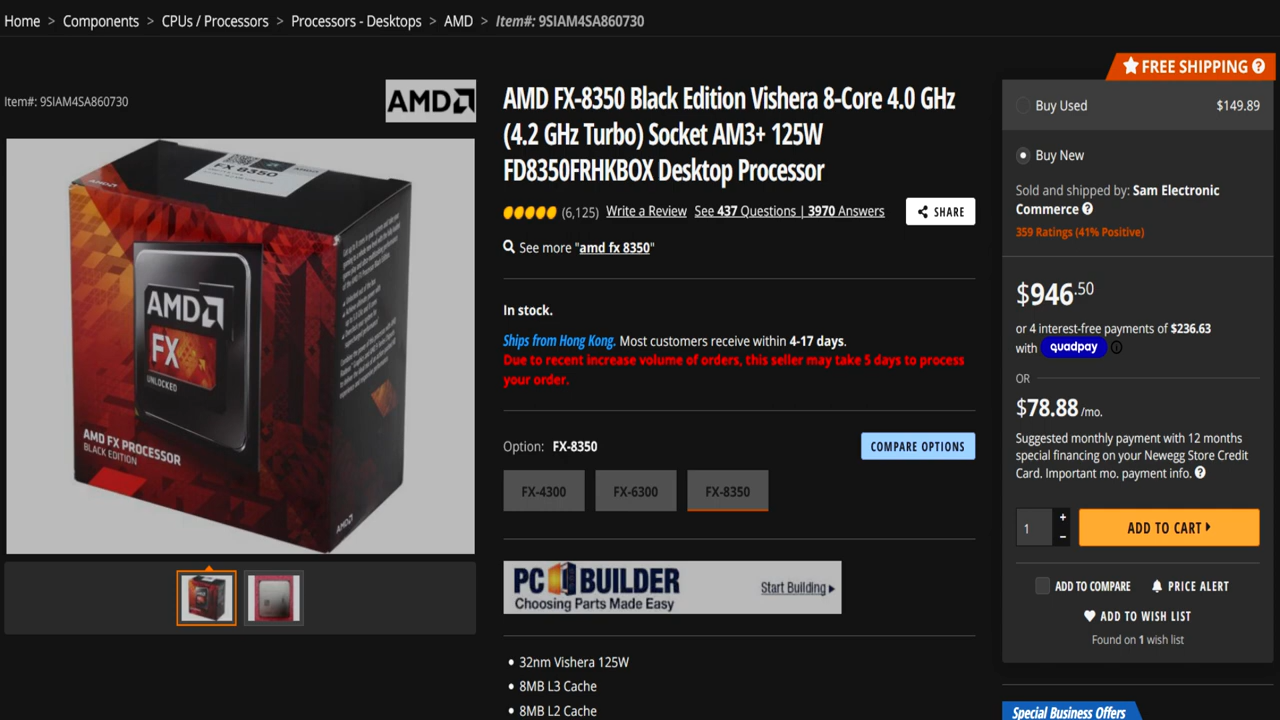 Home > Components > CPUs / Processors > Processors - Desktops > AMD > Item#: 9SIAM4SA860730
Item#: 9SIAM4SA860730
AMD
AMD
FX 8350
AMD
FX
UNLOCKED
AMD FX PROCESSOR
BLACK EDITION
AMD
AMD FX-8350 Black Edition Vishera 8-Core 4.0 GHz
(4.2 GHz Turbo) Socket AM3+ 125W
FD8350FRHKBOX Desktop Processor
(6,125) Write a Review See 437 Questions | 3970 Answers
SHARE
See more "amd fx 8350"
In stock.
Ships from Hong Kong. Most customers receive within 4-17 days.
Due to recent increase volume of orders, this seller may take 5 days to process
your order.
Option: FX-8350
COMPARE OPTIONS
FX-4300 FX-6300 FX-8350
PC BUILDER
Choosing Parts Made Easy
Start Building
• 32nm Vishera 125W
• 8MB L3 Cache
• 8MB L2 Cache
FREE SHIPPING ?
Buy Used $149.89
Buy New
Sold and shipped by: Sam Electronic
Commerce ?
359 Ratings (41% Positive)
$946.50
or 4 interest-free payments of $236.63
with quadpay
OR
$78.88 /mo.
Suggested monthly payment with 12 months
special financing on your Newegg Store Credit
Card. Important mo. payment info. ?
1 + − ADD TO CART
ADD TO COMPARE PRICE ALERT
ADD TO WISH LIST
Found on 1 wish list
Special Business Offers